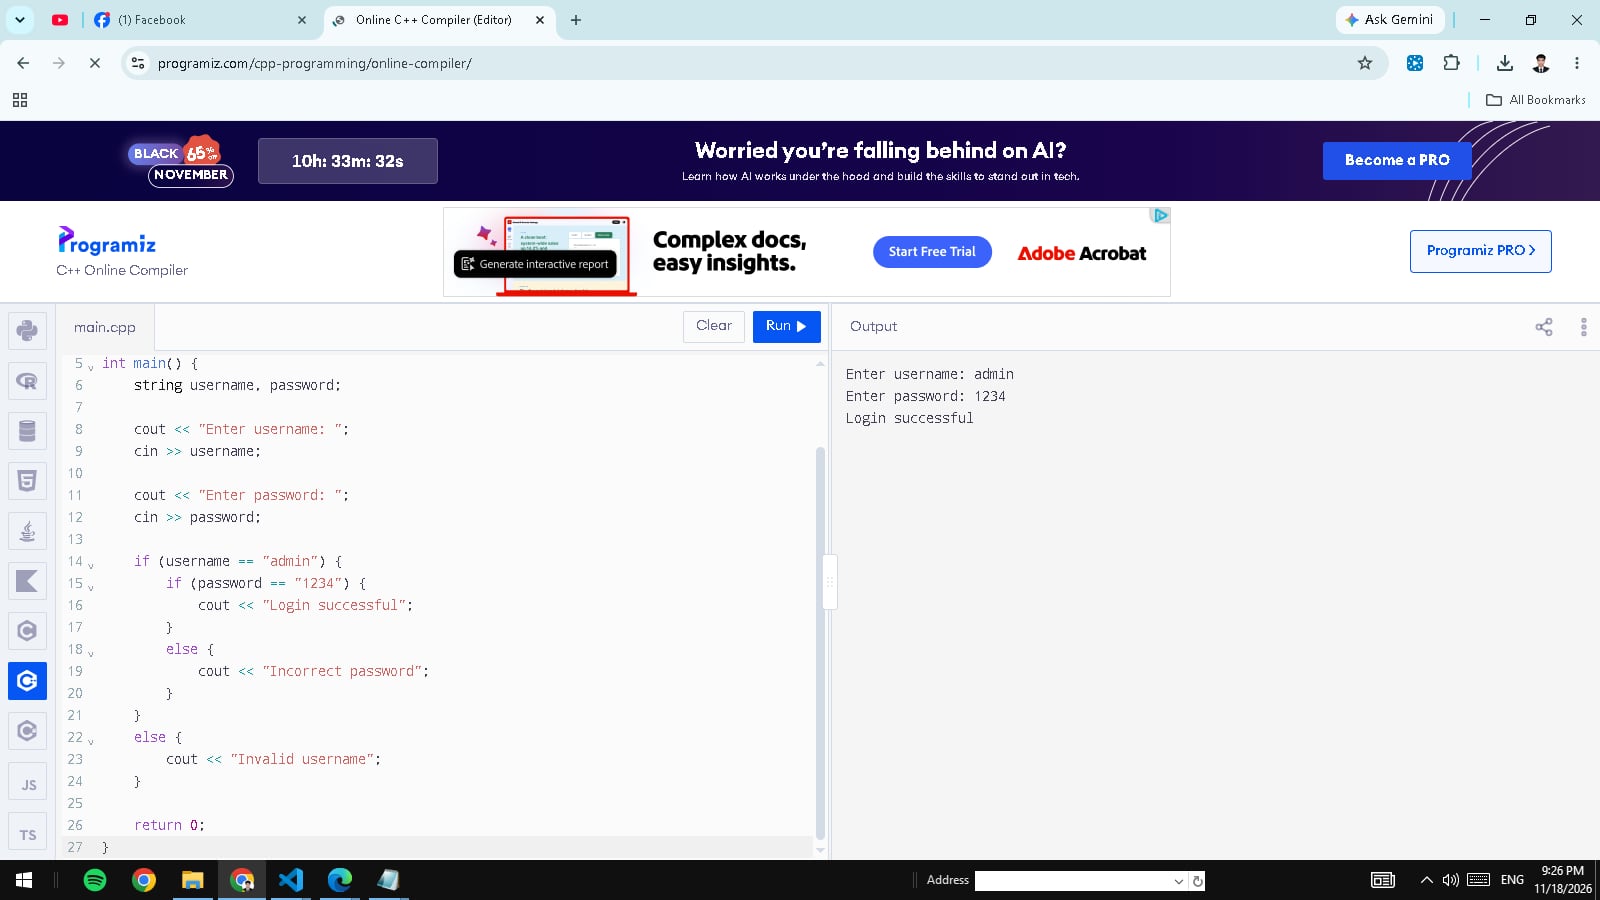 (1) Facebook
Online C++ Compiler (Editor)
Ask Gemini
programiz.com/cpp-programming/online-compiler/
All Bookmarks
BLACK 65% OFF
NOVEMBER
10h: 33m: 32s
Worried you're falling behind on AI?
Learn how AI works under the hood and build the skills to stand out in tech.
Become a PRO
Programiz
C++ Online Compiler
Generate interactive report
Complex docs,
easy insights.
Start Free Trial
Adobe Acrobat
Programiz PRO
main.cpp
Clear
Run
Output
5 int main() {
6 string username, password;
7
8 cout << "Enter username: ";
9 cin >> username;
10
11 cout << "Enter password: ";
12 cin >> password;
13
14 if (username == "admin") {
15 if (password == "1234") {
16 cout << "Login successful";
17 }
18 else {
19 cout << "Incorrect password";
20 }
21 }
22 else {
23 cout << "Invalid username";
24 }
25
26 return 0;
27 }
Enter username: admin
Enter password: 1234
Login successful
JS
TS
Address
ENG
9:26 PM
11/18/2026